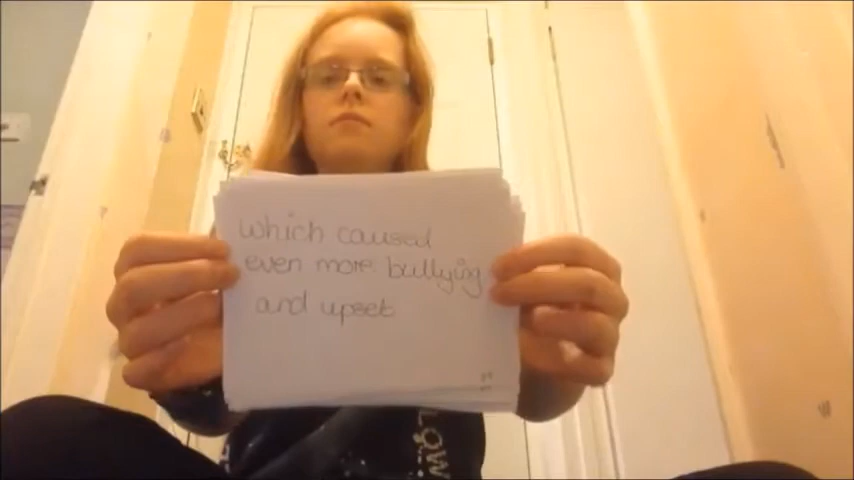 which caused
even more bullying
and upset